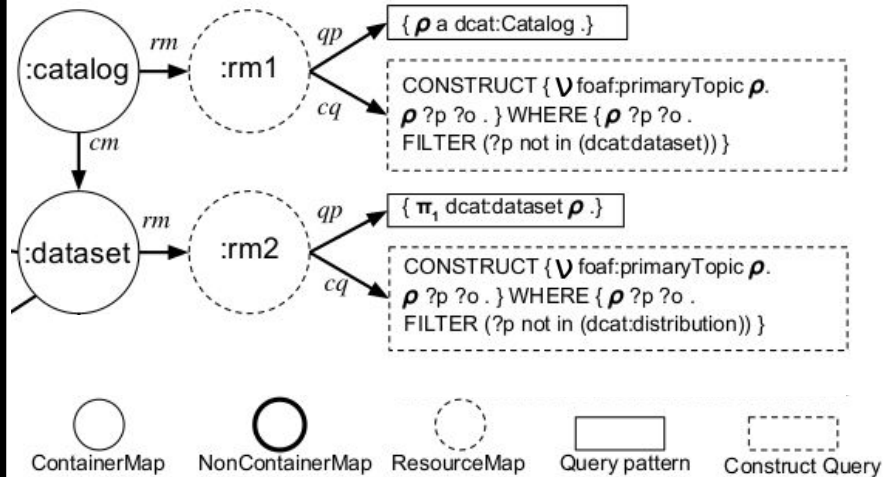 :catalog
rm
:rm1
qp
{ ρ a dcat:Catalog .}
cq
CONSTRUCT { ν foaf:primaryTopic ρ.
ρ ?p ?o . } WHERE { ρ ?p ?o .
FILTER (?p not in (dcat:dataset)) }
cm
:dataset
rm
:rm2
qp
{ π₁ dcat:dataset ρ .}
cq
CONSTRUCT { ν foaf:primaryTopic ρ.
ρ ?p ?o . } WHERE { ρ ?p ?o .
FILTER (?p not in (dcat:distribution)) }
ContainerMap NonContainerMap ResourceMap Query pattern Construct Query